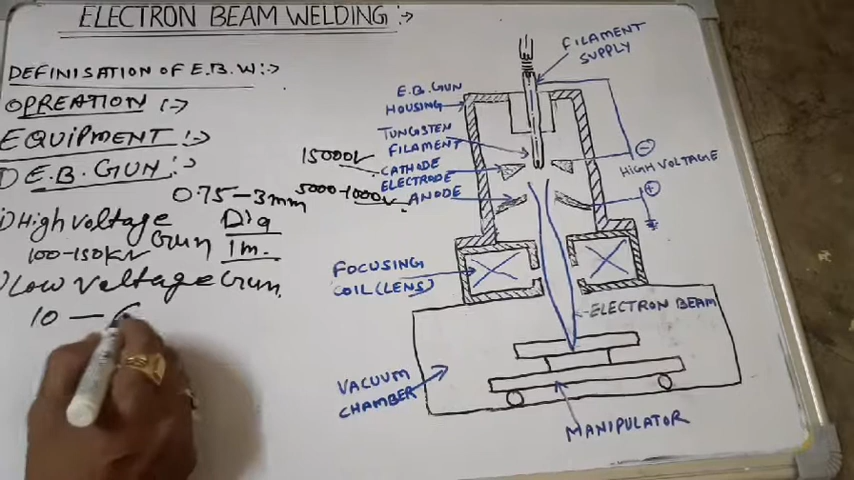 ELECTRON BEAM WELDING :->
DEFINISATION OF E.B.W :->
OPREATION :->
EQUIPMENT :->
E.B. GUN :->
0.75-3mm
i) High voltage Gun
Dia
1m.
100-150kV
Low voltage Gun.
10 —
FILAMENT
SUPPLY
E.B. GUN
HOUSING
TUNGSTEN
FILAMENT
15000V
CATHODE
ELECTRODE
5000-1000V.
ANODE
-
HIGH VOLTAGE
+
FOCUSING
COIL (LENS)
ELECTRON BEAM
VACUUM
CHAMBER
MANIPULATOR